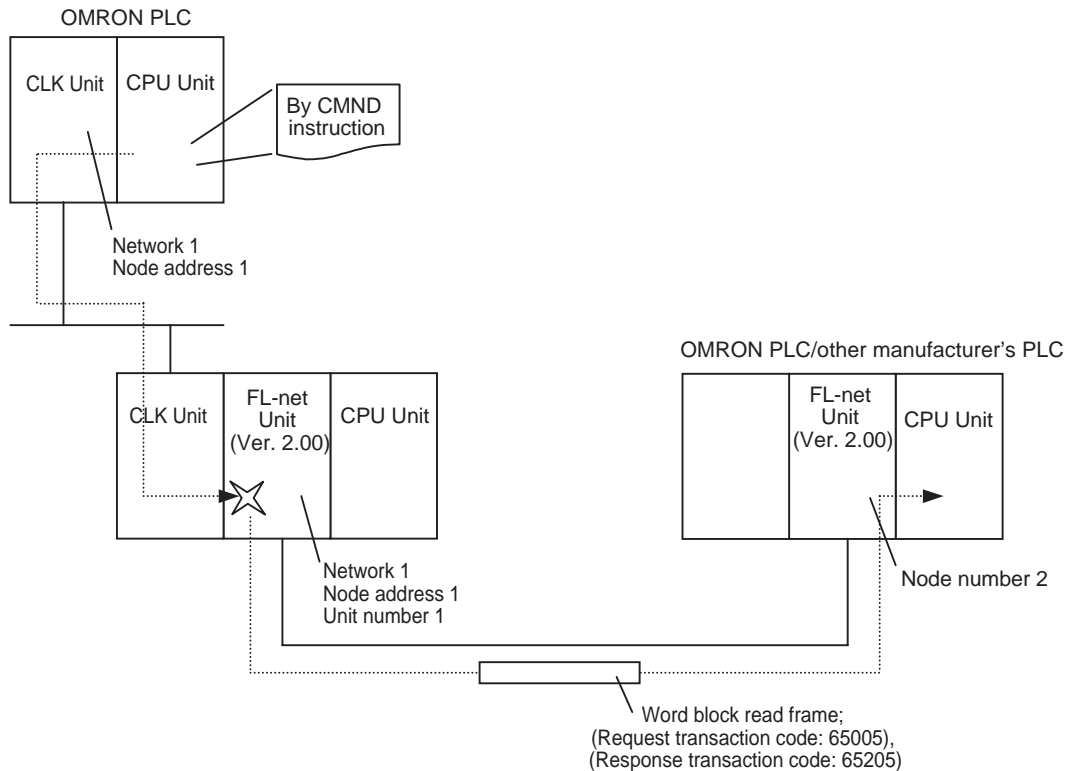 OMRON PLC
CLK Unit
CPU Unit
By CMND
instruction
Network 1
Node address 1
OMRON PLC/other manufacturer's PLC
CLK Unit
FL-net
Unit
(Ver. 2.00)
CPU Unit
FL-net
Unit
(Ver. 2.00)
CPU Unit
Network 1
Node address 1
Unit number 1
Node number 2
Word block read frame;
(Request transaction code: 65005),
(Response transaction code: 65205)